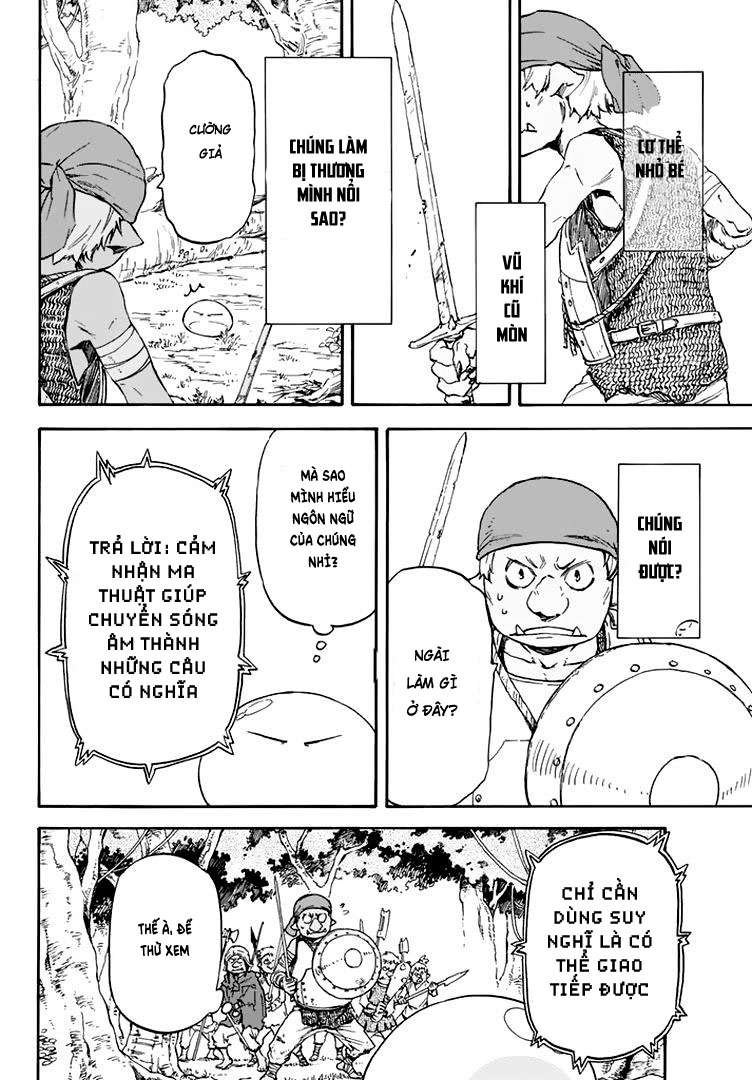 CƠ THỂ
NHỎ BÉ
VŨ
KHÍ
CŨ
MÒN
CHÚNG LÀM
BỊ THƯƠNG
MÌNH NỔI
SAO?
CƯỜNG
GIẢ
CHÚNG
NÓI
ĐƯỢC?
NGÀI
LÀM GÌ
Ở ĐÂY?
MÀ SAO
MÌNH HIỂU
NGÔN NGỮ
CỦA CHÚNG
NHỈ?
TRẢ LỜI: CẢM
NHẬN MA
THUẬT GIÚP
CHUYỂN SÓNG
ÂM THÀNH
NHỮNG CÂU
CÓ NGHĨA
CHỈ CẦN
DÙNG SUY
NGHĨ LÀ CÓ
THỂ GIAO
TIẾP ĐƯỢC
THẾ À, ĐỂ
THỬ XEM